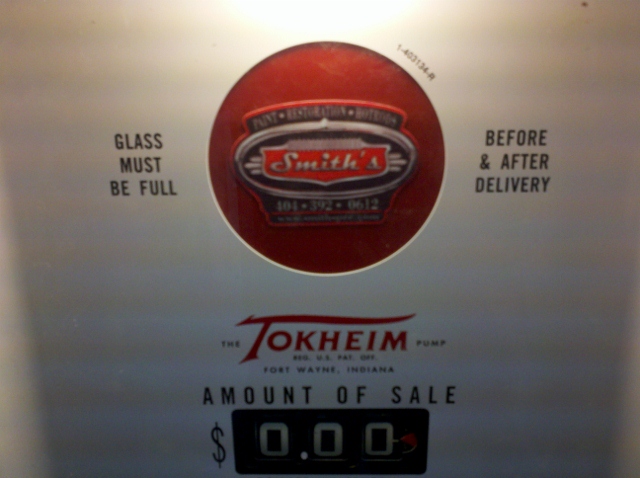 1-403134-R
PAINT • RESTORATION • HOTRODS
GLASS
MUST
BE FULL
Smith's
BEFORE
& AFTER
DELIVERY
404 • 392 • 0612
THE TOKHEIM PUMP
REG. U.S. PAT. OFF.
FORT WAYNE, INDIANA
AMOUNT OF SALE
$ 0.00